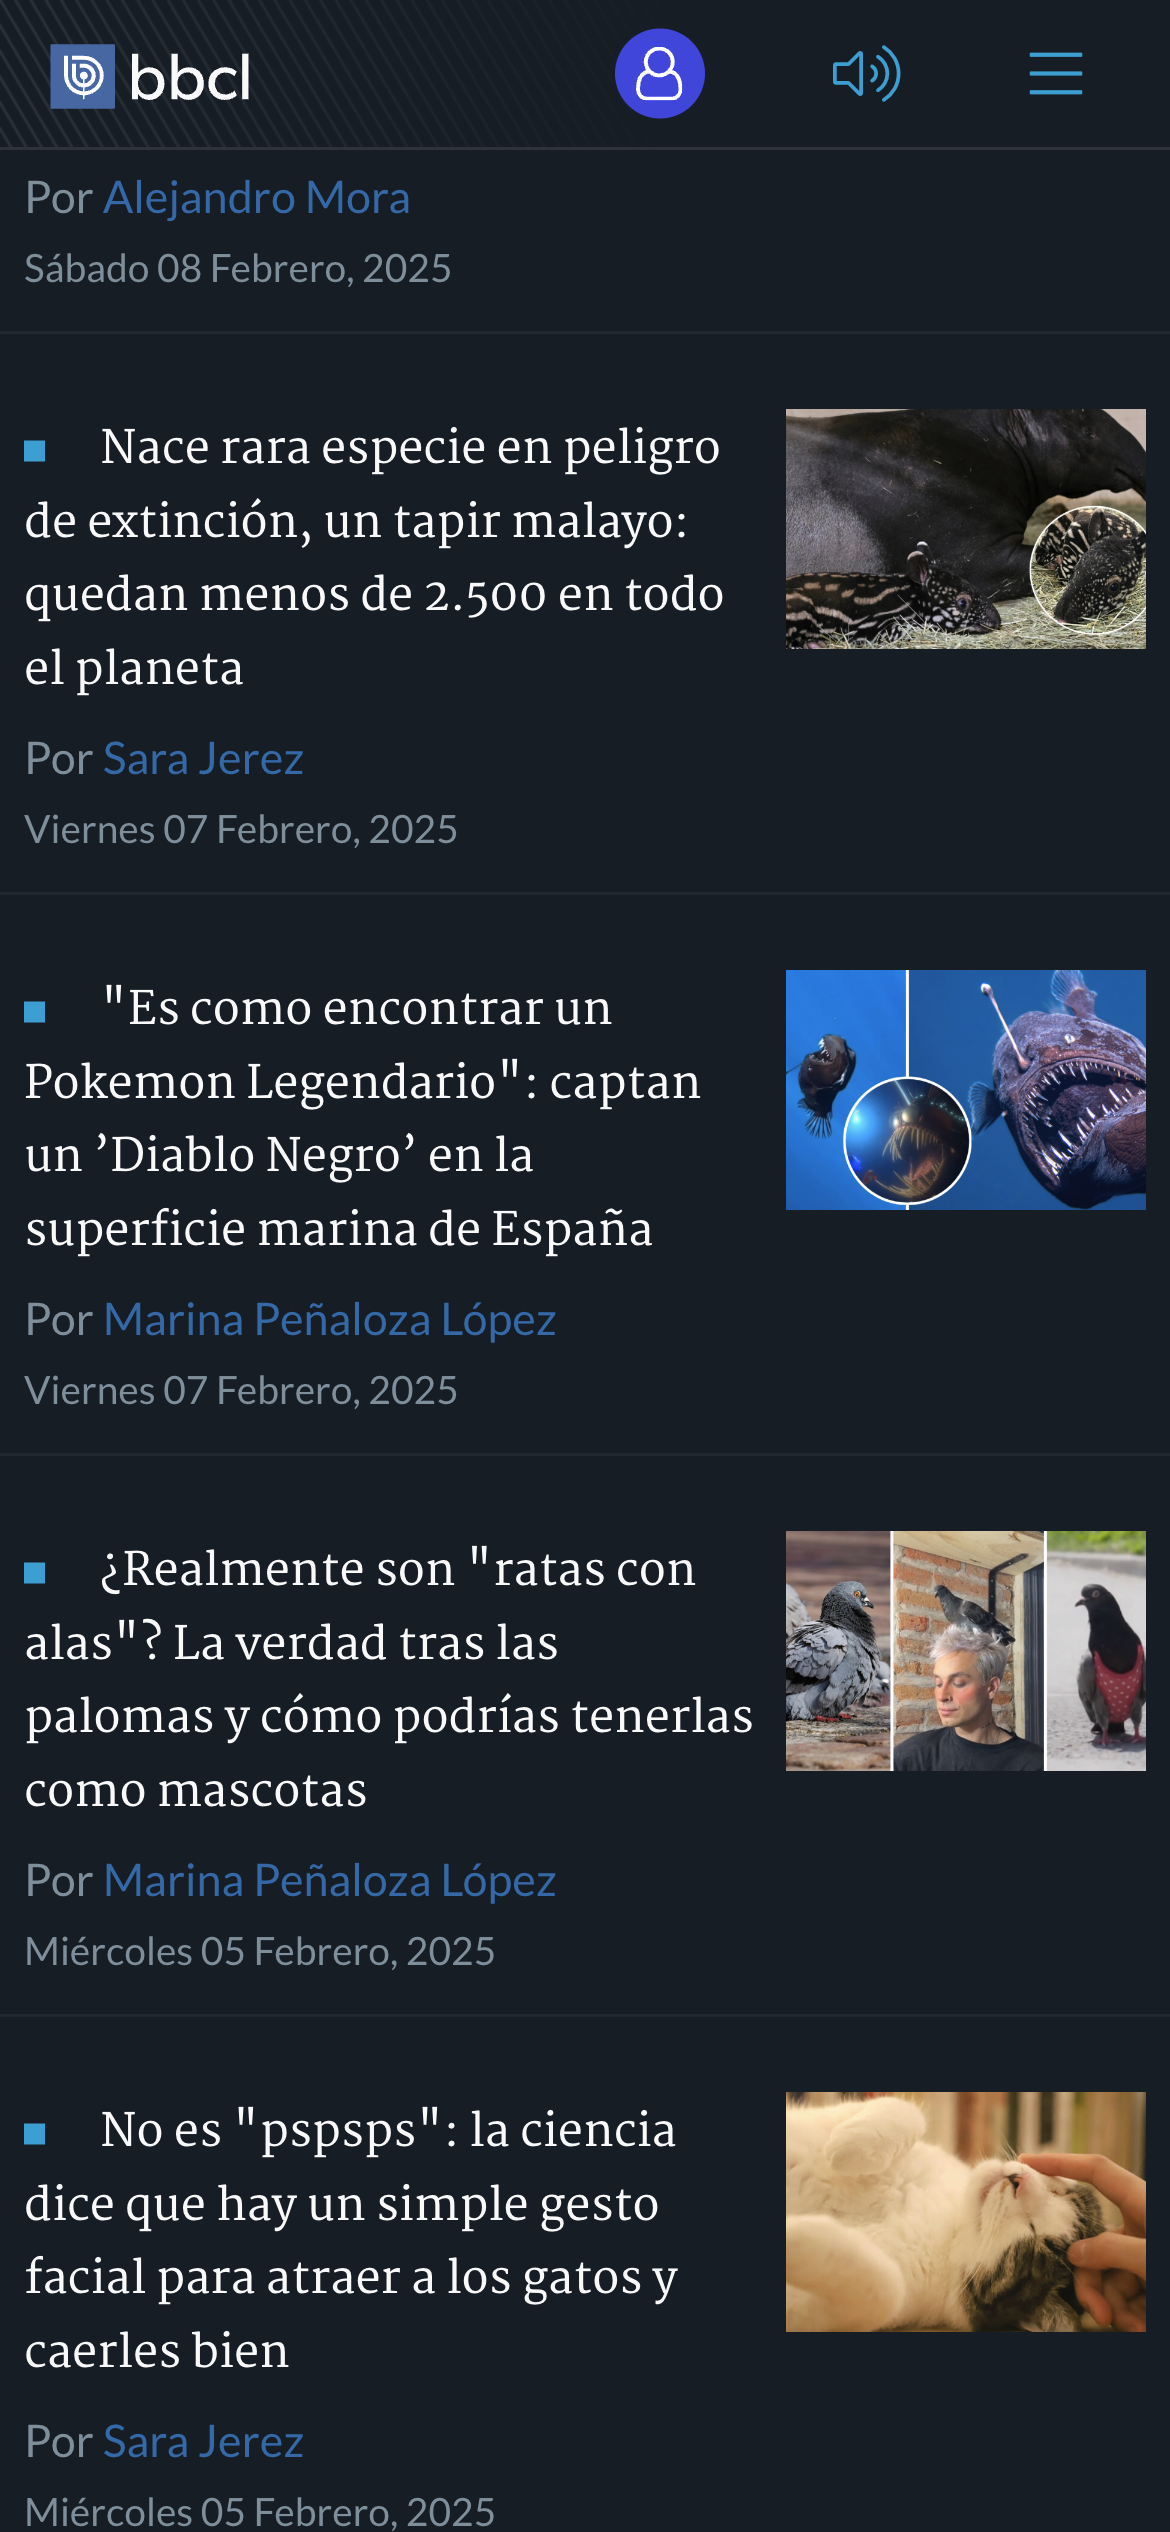 bbcl
Por Alejandro Mora
Sábado 08 Febrero, 2025
Nace rara especie en peligro
de extinción, un tapir malayo:
quedan menos de 2.500 en todo
el planeta
Por Sara Jerez
Viernes 07 Febrero, 2025
"Es como encontrar un
Pokemon Legendario": captan
un ’Diablo Negro’ en la
superficie marina de España
Por Marina Peñaloza López
Viernes 07 Febrero, 2025
¿Realmente son "ratas con
alas"? La verdad tras las
palomas y cómo podrías tenerlas
como mascotas
Por Marina Peñaloza López
Miércoles 05 Febrero, 2025
No es "pspsps": la ciencia
dice que hay un simple gesto
facial para atraer a los gatos y
caerles bien
Por Sara Jerez
Miércoles 05 Febrero, 2025